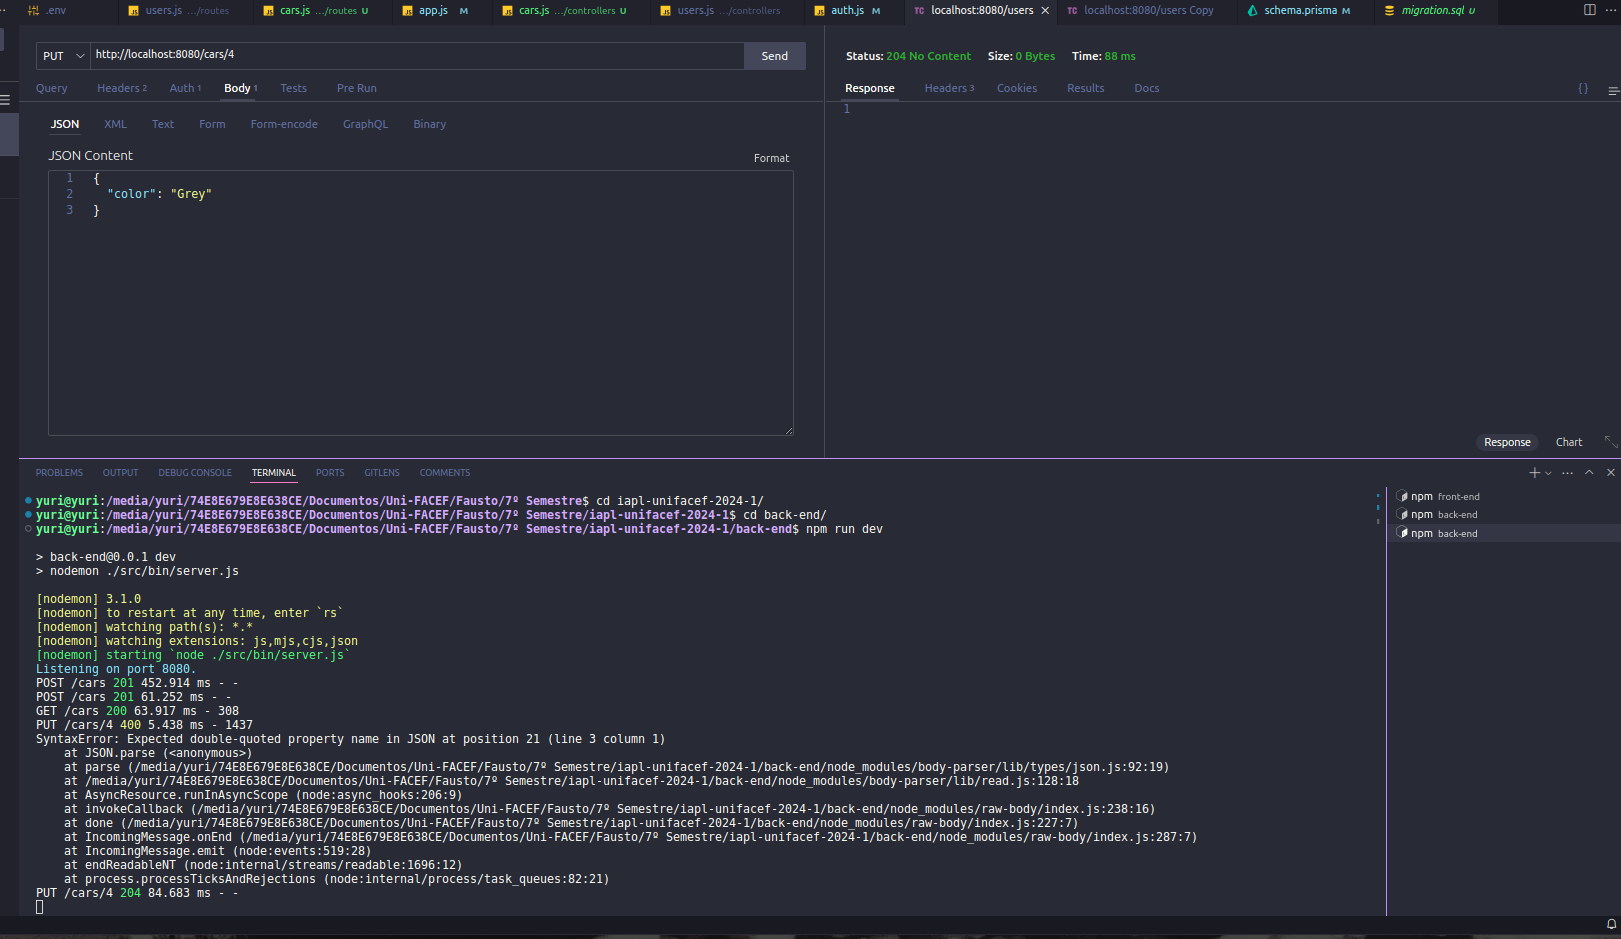 .env
users.js .../routes
cars.js .../routes U
app.js M
cars.js .../controllers U
users.js .../controllers
auth.js M
TC localhost:8080/users
TC localhost:8080/users Copy
schema.prisma M
migration.sql U
PUT
http://localhost:8080/cars/4
Send
Query
Headers 2
Auth 1
Body 1
Tests
Pre Run
JSON
XML
Text
Form
Form-encode
GraphQL
Binary
JSON Content
Format
1 {
2 "color": "Grey"
3 }
Status: 204 No Content Size: 0 Bytes Time: 88 ms
Response
Headers 3
Cookies
Results
Docs
{ }
1
Response
Chart
PROBLEMS
OUTPUT
DEBUG CONSOLE
TERMINAL
PORTS
GITLENS
COMMENTS
yuri@yuri:/media/yuri/74E8E679E8E638CE/Documentos/Uni-FACEF/Fausto/7º Semestre$ cd iapl-unifacef-2024-1/
yuri@yuri:/media/yuri/74E8E679E8E638CE/Documentos/Uni-FACEF/Fausto/7º Semestre/iapl-unifacef-2024-1$ cd back-end/
yuri@yuri:/media/yuri/74E8E679E8E638CE/Documentos/Uni-FACEF/Fausto/7º Semestre/iapl-unifacef-2024-1/back-end$ npm run dev
> back-end@0.0.1 dev
> nodemon ./src/bin/server.js
[nodemon] 3.1.0
[nodemon] to restart at any time, enter `rs`
[nodemon] watching path(s): *.*
[nodemon] watching extensions: js,mjs,cjs,json
[nodemon] starting `node ./src/bin/server.js`
Listening on port 8080.
POST /cars 201 452.914 ms - -
POST /cars 201 61.252 ms - -
GET /cars 200 63.917 ms - 308
PUT /cars/4 400 5.438 ms - 1437
SyntaxError: Expected double-quoted property name in JSON at position 21 (line 3 column 1)
at JSON.parse (<anonymous>)
at parse (/media/yuri/74E8E679E8E638CE/Documentos/Uni-FACEF/Fausto/7º Semestre/iapl-unifacef-2024-1/back-end/node_modules/body-parser/lib/types/json.js:92:19)
at /media/yuri/74E8E679E8E638CE/Documentos/Uni-FACEF/Fausto/7º Semestre/iapl-unifacef-2024-1/back-end/node_modules/body-parser/lib/read.js:128:18
at AsyncResource.runInAsyncScope (node:async_hooks:206:9)
at invokeCallback (/media/yuri/74E8E679E8E638CE/Documentos/Uni-FACEF/Fausto/7º Semestre/iapl-unifacef-2024-1/back-end/node_modules/raw-body/index.js:238:16)
at done (/media/yuri/74E8E679E8E638CE/Documentos/Uni-FACEF/Fausto/7º Semestre/iapl-unifacef-2024-1/back-end/node_modules/raw-body/index.js:227:7)
at IncomingMessage.onEnd (/media/yuri/74E8E679E8E638CE/Documentos/Uni-FACEF/Fausto/7º Semestre/iapl-unifacef-2024-1/back-end/node_modules/raw-body/index.js:287:7)
at IncomingMessage.emit (node:events:519:28)
at endReadableNT (node:internal/streams/readable:1696:12)
at process.processTicksAndRejections (node:internal/process/task_queues:82:21)
PUT /cars/4 204 84.683 ms - -
npm front-end
npm back-end
npm back-end